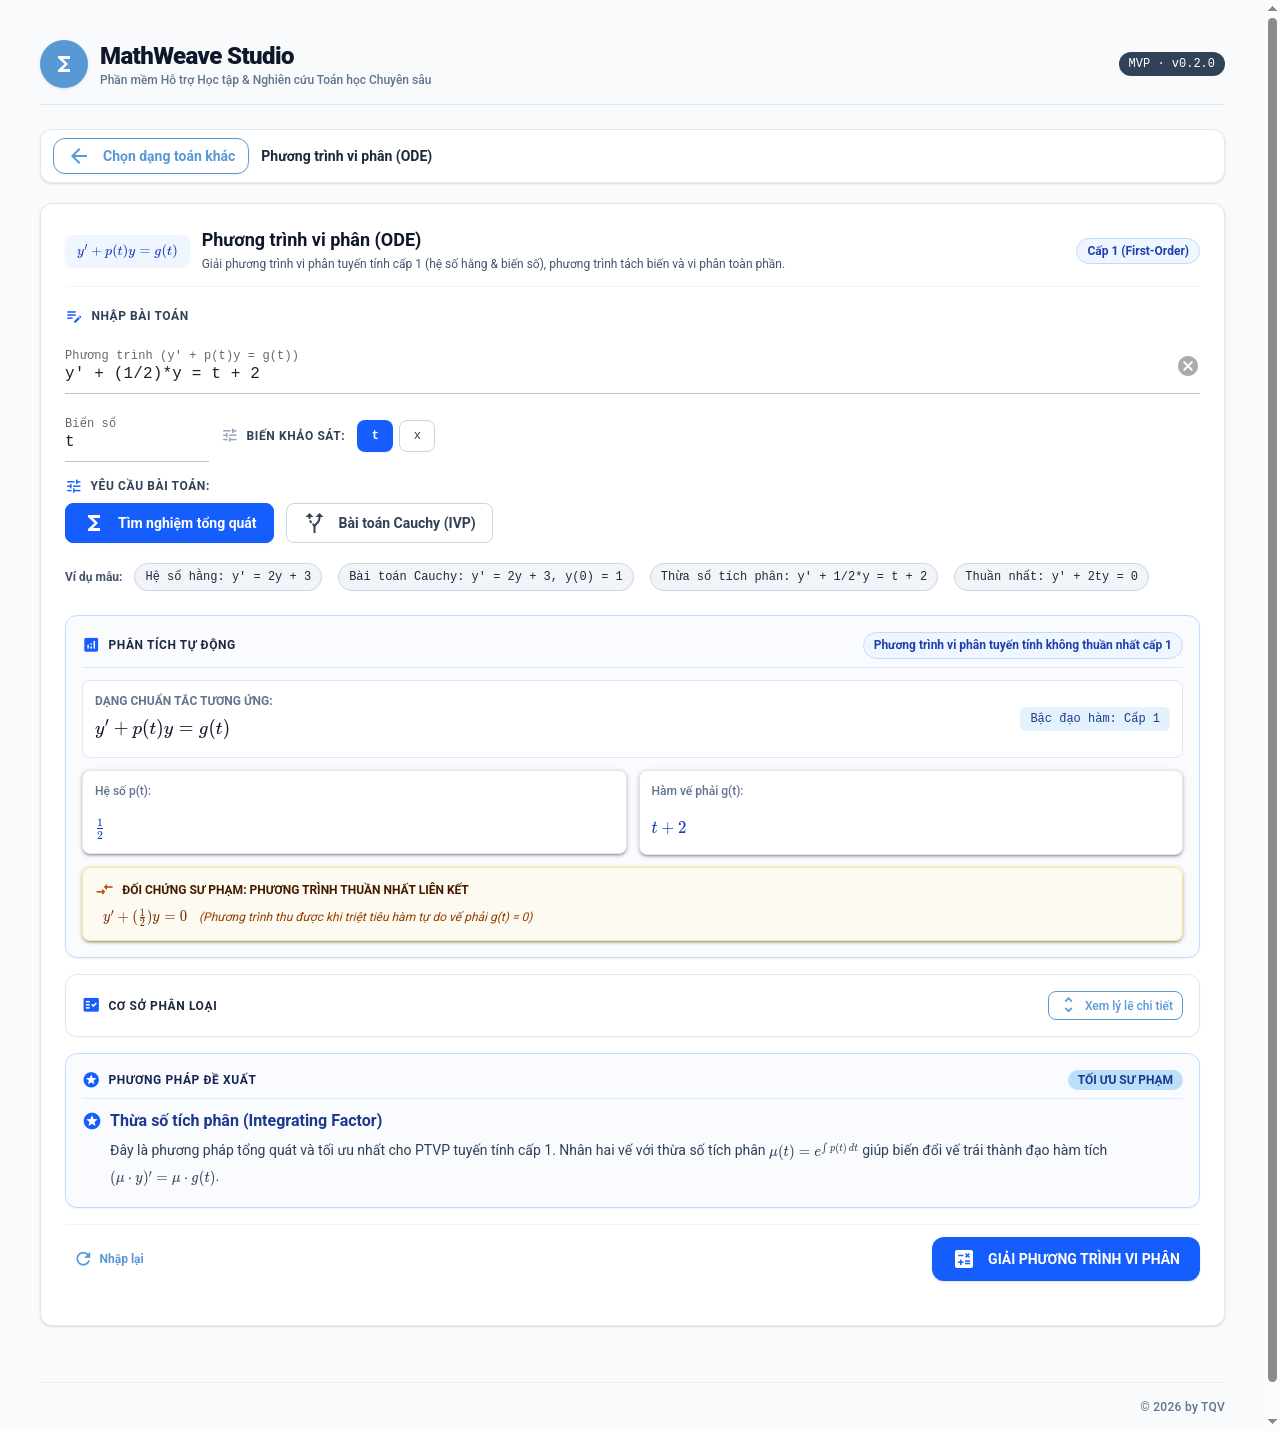 Σ
MathWeave Studio
Phần mềm Hỗ trợ Học tập & Nghiên cứu Toán học Chuyên sâu
MVP · v0.2.0
Chọn dạng toán khác
Phương trình vi phân (ODE)
y′ + p(t)y = g(t)
Phương trình vi phân (ODE)
Giải phương trình vi phân tuyến tính cấp 1 (hệ số hằng & biến số), phương trình tách biến và vi phân toàn phần.
Cấp 1 (First-Order)
NHẬP BÀI TOÁN
Phương trình (y' + p(t)y = g(t))
y' + (1/2)*y = t + 2
Biến số
t
BIẾN KHẢO SÁT:
t
x
YÊU CẦU BÀI TOÁN:
Σ Tìm nghiệm tổng quát
Bài toán Cauchy (IVP)
Ví dụ mẫu:
Hệ số hằng: y' = 2y + 3
Bài toán Cauchy: y' = 2y + 3, y(0) = 1
Thừa số tích phân: y' + 1/2*y = t + 2
Thuần nhất: y' + 2ty = 0
PHÂN TÍCH TỰ ĐỘNG
Phương trình vi phân tuyến tính không thuần nhất cấp 1
DẠNG CHUẨN TẮC TƯƠNG ỨNG:
y′ + p(t)y = g(t)
Bậc đạo hàm: Cấp 1
Hệ số p(t):
1/2
Hàm vế phải g(t):
t + 2
ĐỐI CHỨNG SƯ PHẠM: PHƯƠNG TRÌNH THUẦN NHẤT LIÊN KẾT
y′ + (1/2)y = 0 (Phương trình thu được khi triệt tiêu hàm tự do vế phải g(t) = 0)
CƠ SỞ PHÂN LOẠI
Xem lý lẽ chi tiết
PHƯƠNG PHÁP ĐỀ XUẤT
TỐI ƯU SƯ PHẠM
Thừa số tích phân (Integrating Factor)
Đây là phương pháp tổng quát và tối ưu nhất cho PTVP tuyến tính cấp 1. Nhân hai vế với thừa số tích phân μ(t) = e^∫ p(t) dt giúp biến đổi vế trái thành đạo hàm tích
(μ · y)′ = μ · g(t).
Nhập lại
GIẢI PHƯƠNG TRÌNH VI PHÂN
© 2026 by TQV